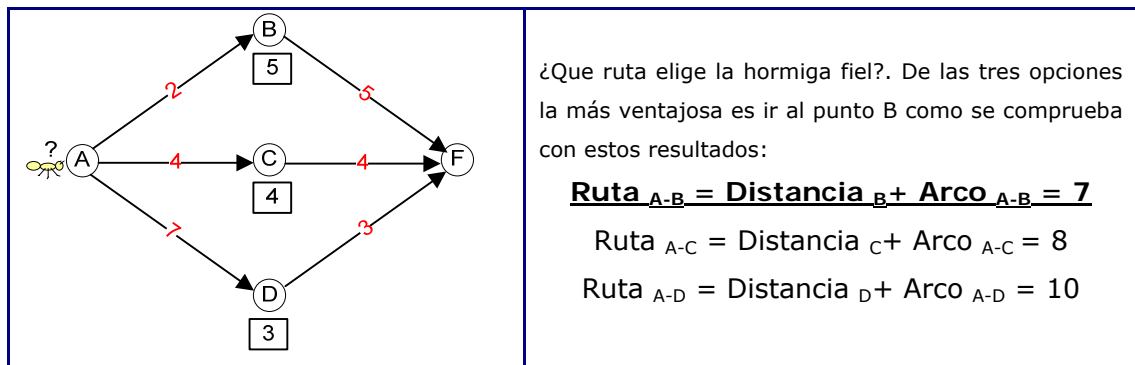 B
5
2
5
?
A
4
C
4
F
4
7
3
D
3
¿Que ruta elige la hormiga fiel?. De las tres opciones
la más ventajosa es ir al punto B como se comprueba
con estos resultados:
Ruta A-B = Distancia B+ Arco A-B = 7
Ruta A-C = Distancia C+ Arco A-C = 8
Ruta A-D = Distancia D+ Arco A-D = 10